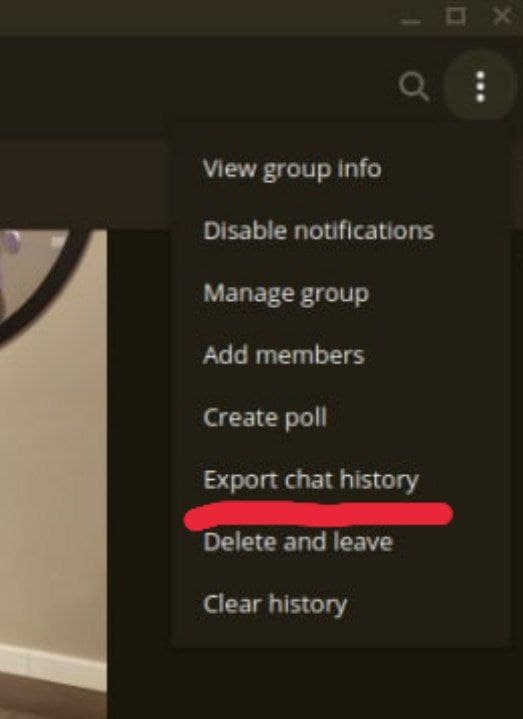 View group info
Disable notifications
Manage group
Add members
Create poll
Export chat history
Delete and leave
Clear history